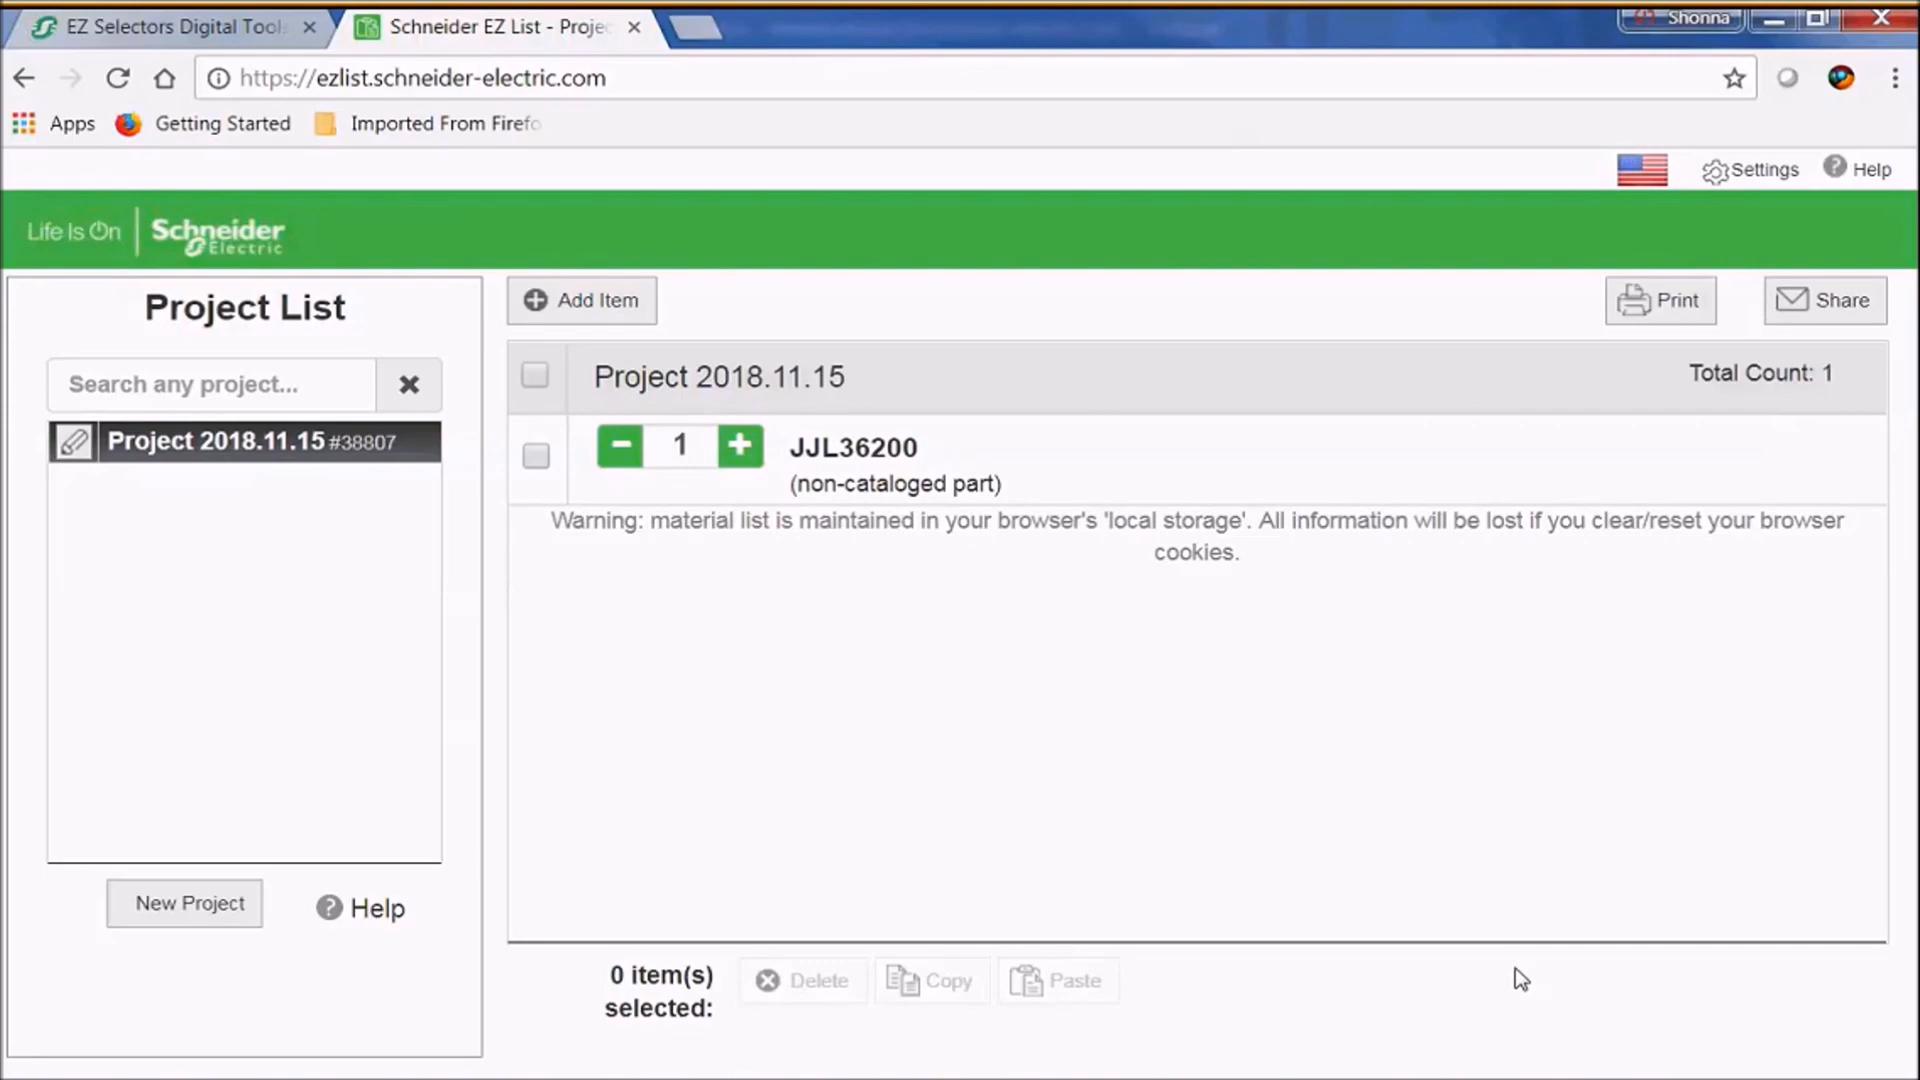 EZ Selectors Digital Tools
Schneider EZ List - Projec
Shonna
https://ezlist.schneider-electric.com
Apps
Getting Started
Imported From Firefo
Settings
Help
Life Is On
Schneider
Electric
Project List
Add Item
Print
Share
Search any project...
Project 2018.11.15
Total Count: 1
Project 2018.11.15 #38807
1
JJL36200
(non-cataloged part)
Warning: material list is maintained in your browser's 'local storage'. All information will be lost if you clear/reset your browser
cookies.
New Project
Help
0 item(s)
selected:
Delete
Copy
Paste